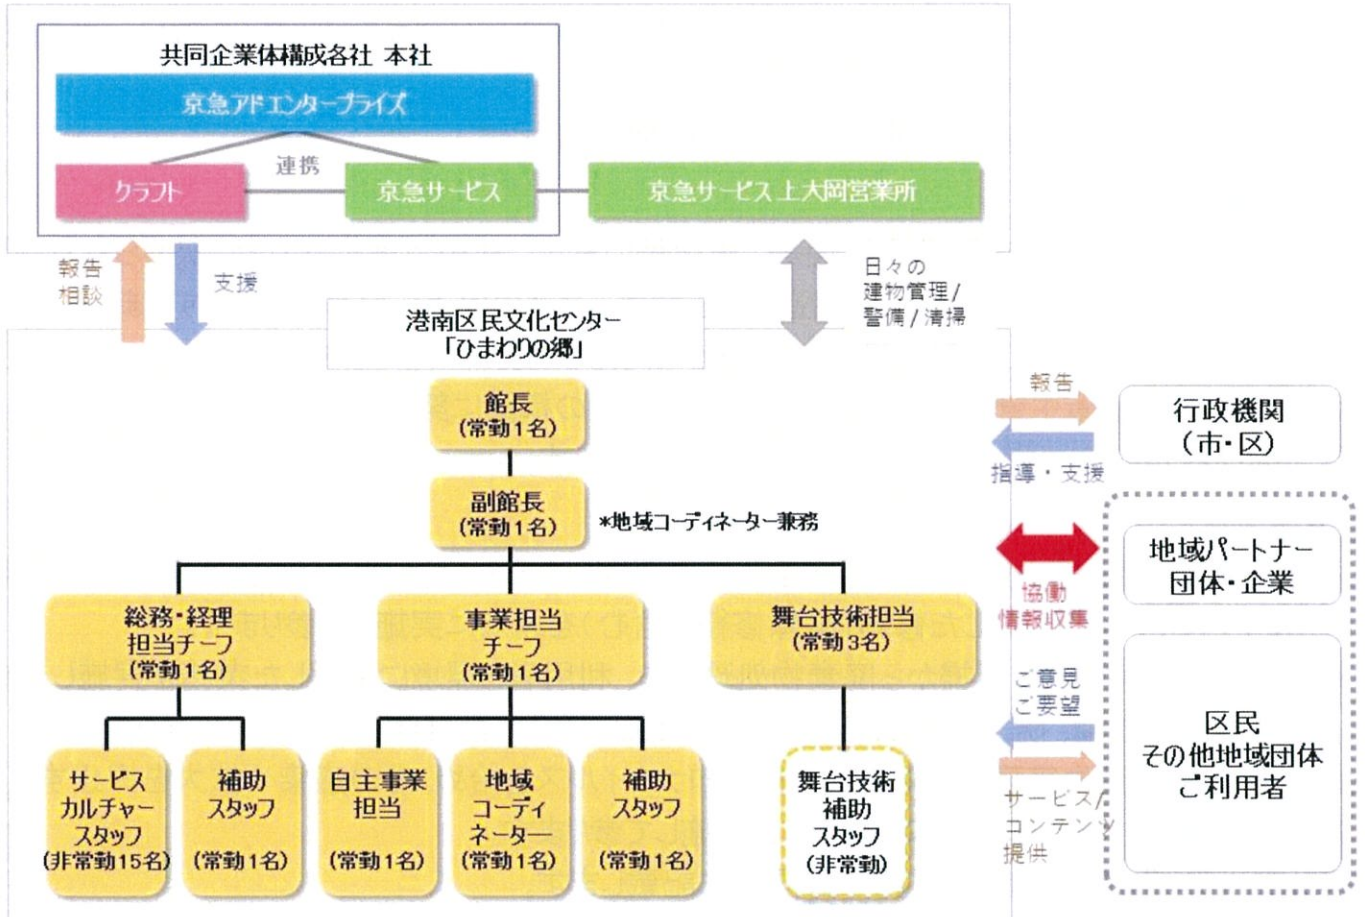 共同企業体構成各社 本社
京急アドエンタープライズ
連携
クラフト
京急サービス
京急サービス 上大岡営業所
報告
相談
支援
日々の
建物管理/
警備/清掃
港南区民文化センター
「ひまわりの郷」
館長
(常勤1名)
副館長
(常勤1名)
*地域コーディネーター兼務
総務・経理
担当チーフ
(常勤1名)
事業担当
チーフ
(常勤1名)
舞台技術担当
(常勤3名)
サービス
カルチャー
スタッフ
(非常勤15名)
補助
スタッフ
(常勤1名)
自主事業
担当
(常勤1名)
地域
コーディ
ネーター
(常勤1名)
補助
スタッフ
(常勤1名)
舞台技術
補助
スタッフ
(非常勤)
報告
指導・支援
行政機関
(市・区)
協働
情報収集
地域パートナー
団体・企業
ご意見
ご要望
サービス/
コンテンツ
提供
区民
その他地域団体
ご利用者